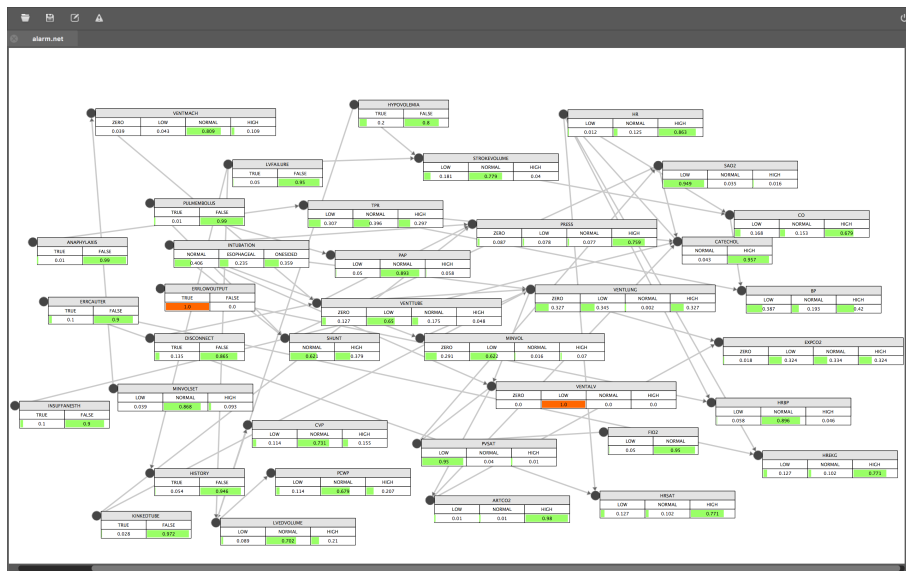 alarm.net
VENTMACH
ZERO LOW NORMAL HIGH
0.039 0.043 0.809 0.109
HYPOVOLEMIA
TRUE FALSE
0.2 0.8
HR
LOW NORMAL HIGH
0.012 0.125 0.863
LVFAILURE
TRUE FALSE
0.05 0.95
STROKEVOLUME
LOW NORMAL HIGH
0.181 0.779 0.04
SAO2
LOW NORMAL HIGH
0.949 0.035 0.016
PULMEMBOLUS
TRUE FALSE
0.01 0.99
TPR
LOW NORMAL HIGH
0.307 0.396 0.297
PRESS
ZERO LOW NORMAL HIGH
0.087 0.078 0.077 0.759
CO
LOW NORMAL HIGH
0.168 0.153 0.679
ANAPHYLAXIS
TRUE FALSE
0.01 0.99
INTUBATION
NORMAL ESOPHAGEAL ONESIDED
0.406 0.235 0.359
PAP
LOW NORMAL HIGH
0.05 0.893 0.058
CATECHOL
NORMAL HIGH
0.043 0.957
ERRLOWOUTPUT
TRUE FALSE
1.0 0.0
VENTLUNG
ZERO LOW NORMAL HIGH
0.327 0.345 0.002 0.327
BP
LOW NORMAL HIGH
0.387 0.193 0.42
ERRCAUTER
TRUE FALSE
0.1 0.9
VENTTUBE
ZERO LOW NORMAL HIGH
0.127 0.65 0.175 0.048
DISCONNECT
TRUE FALSE
0.135 0.865
SHUNT
NORMAL HIGH
0.621 0.379
MINVOL
ZERO LOW NORMAL HIGH
0.291 0.622 0.016 0.07
EXPCO2
ZERO LOW NORMAL HIGH
0.018 0.324 0.334 0.324
MINVOLSET
LOW NORMAL HIGH
0.039 0.868 0.093
VENTALV
ZERO LOW NORMAL HIGH
0.0 1.0 0.0 0.0
INSUFFANESTH
TRUE FALSE
0.1 0.9
HRBP
LOW NORMAL HIGH
0.058 0.896 0.046
CVP
LOW NORMAL HIGH
0.114 0.731 0.155
FIO2
LOW NORMAL
0.05 0.95
PVSAT
LOW NORMAL HIGH
0.95 0.04 0.01
HREKG
LOW NORMAL HIGH
0.127 0.102 0.771
HISTORY
TRUE FALSE
0.054 0.946
PCWP
LOW NORMAL HIGH
0.114 0.679 0.207
ARTCO2
LOW NORMAL HIGH
0.01 0.01 0.98
HRSAT
LOW NORMAL HIGH
0.127 0.102 0.771
KINKEDTUBE
TRUE FALSE
0.028 0.972
LVEDVOLUME
LOW NORMAL HIGH
0.089 0.702 0.21